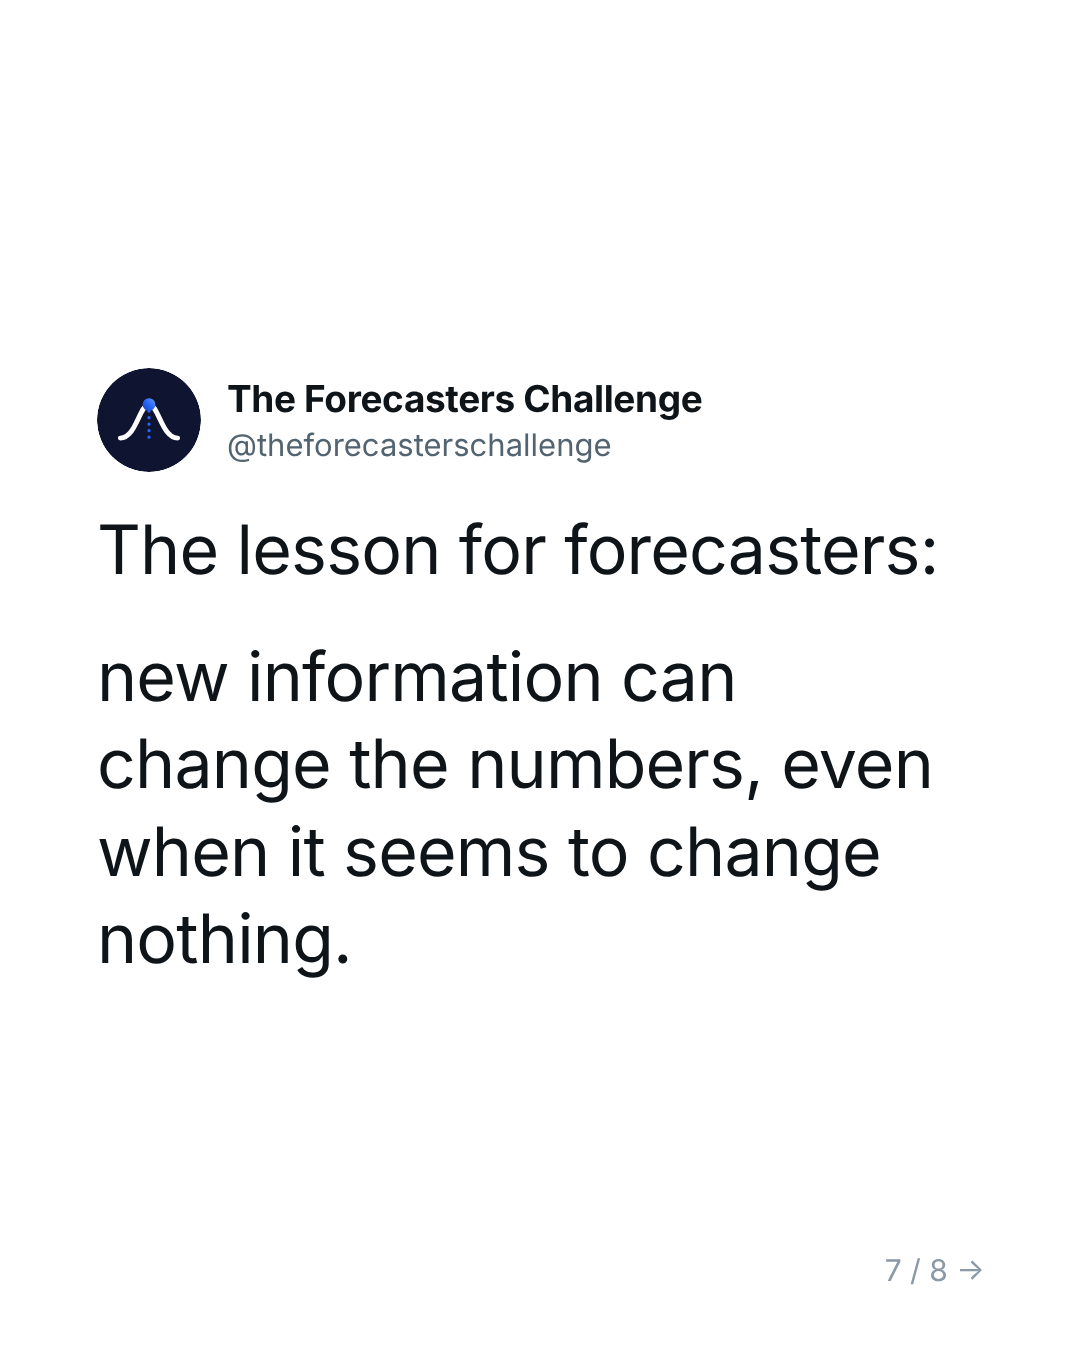 The Forecasters Challenge
@theforecasterschallenge
The lesson for forecasters:
new information can
change the numbers, even
when it seems to change
nothing.
7 / 8 →